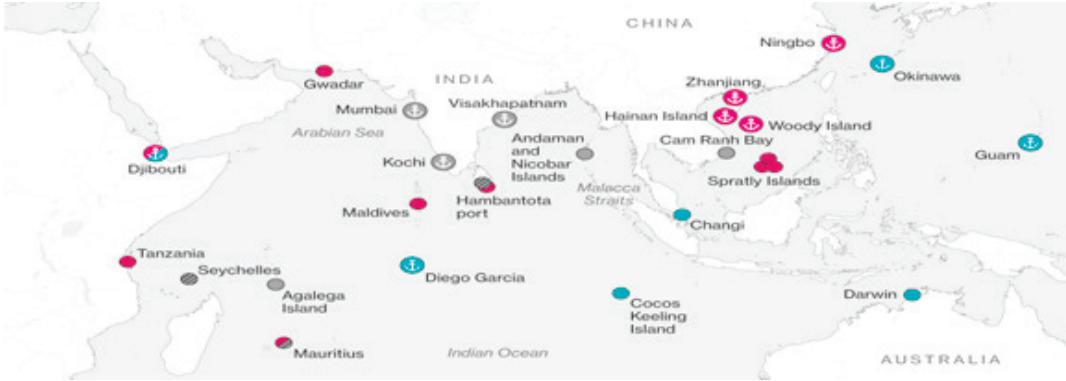 CHINA
Ningbo
Okinawa
Zhanjiang
INDIA
Gwadar
Mumbai
Visakhapatnam
Hainan Island
Woody Island
Arabian Sea
Andaman
and
Nicobar
Islands
Cam Ranh Bay
Guam
Djibouti
Kochi
Spratly Islands
Malacca
Straits
Hambantota
port
Maldives
Changi
Tanzania
Seychelles
Diego Garcia
Agalega
Island
Cocos
Keeling
Island
Darwin
Mauritius
Indian Ocean
AUSTRALIA